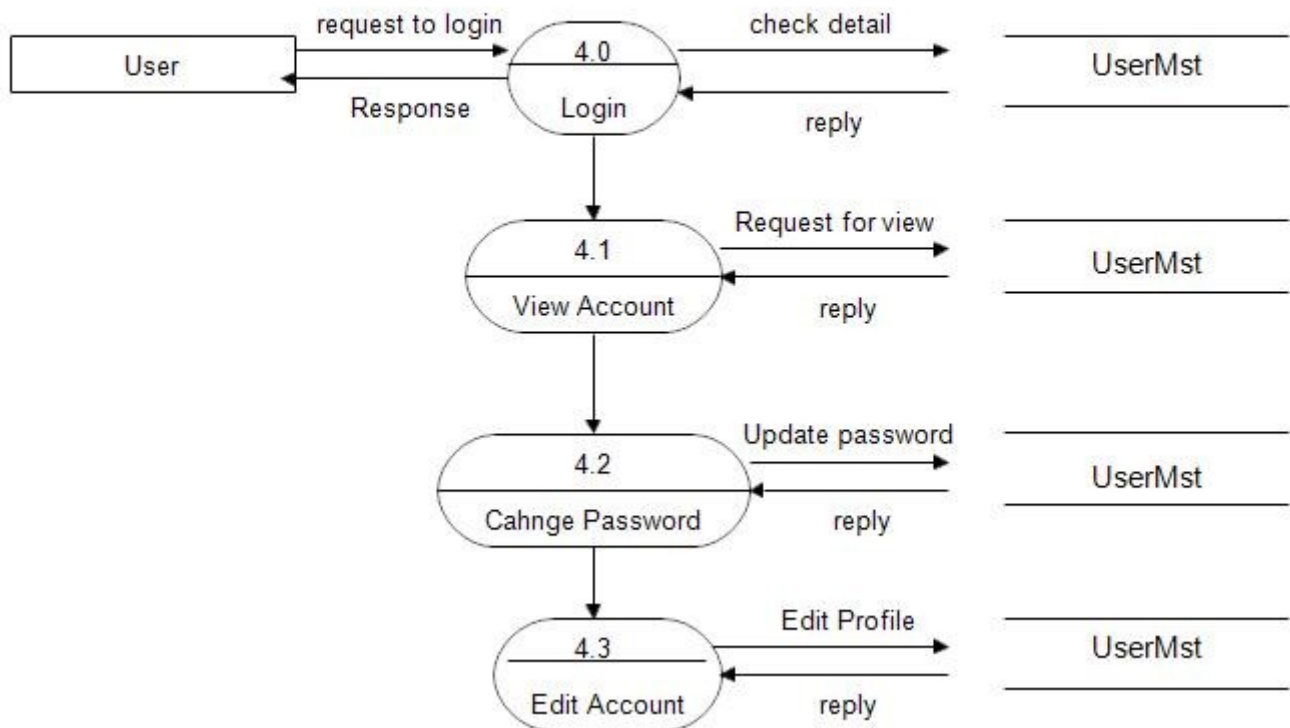 request to login
check detail
User
4.0
UserMst
Response
Login
reply
Request for view
4.1
UserMst
View Account
reply
Update password
4.2
UserMst
Cahnge Password
reply
Edit Profile
4.3
UserMst
Edit Account
reply